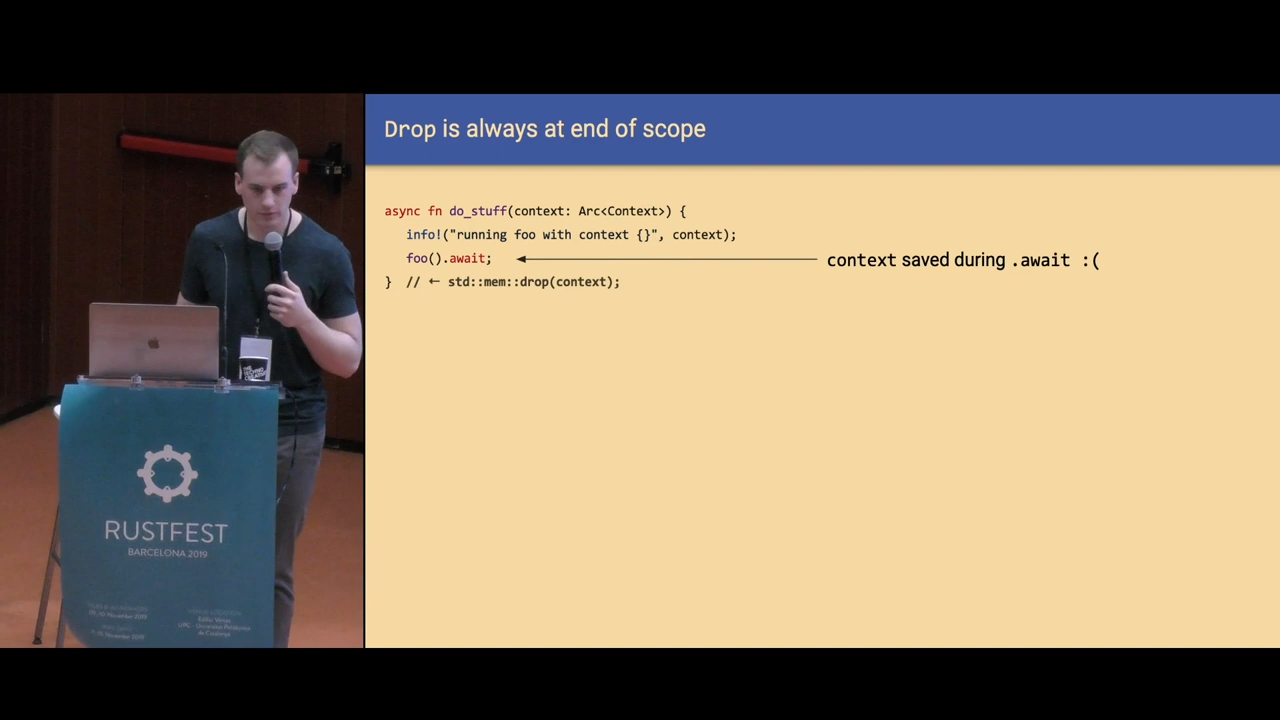 Drop is always at end of scope
async fn do_stuff(context: Arc<Context>) {
info!("running foo with context {}", context);
foo().await;
context saved during .await :(
} // ← std::mem::drop(context);
RUSTFEST
BARCELONA 2019